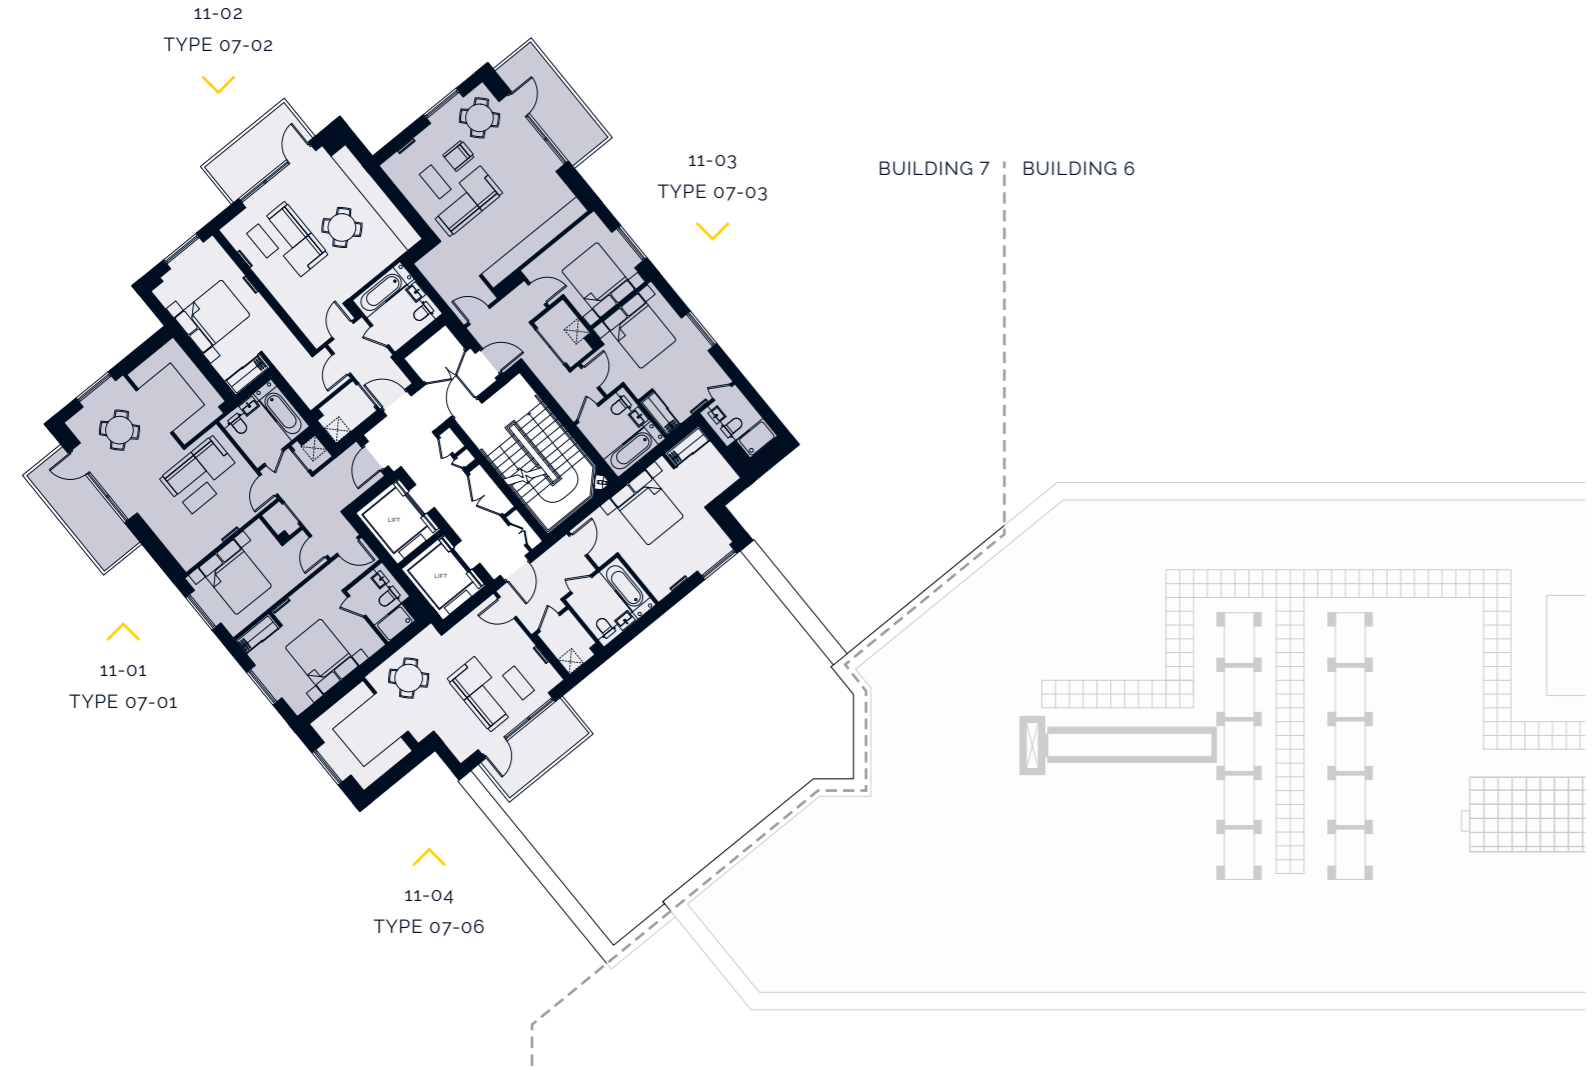 11-02
TYPE 07-02
11-03
TYPE 07-03
BUILDING 7
BUILDING 6
LIFT
LIFT
11-01
TYPE 07-01
11-04
TYPE 07-06